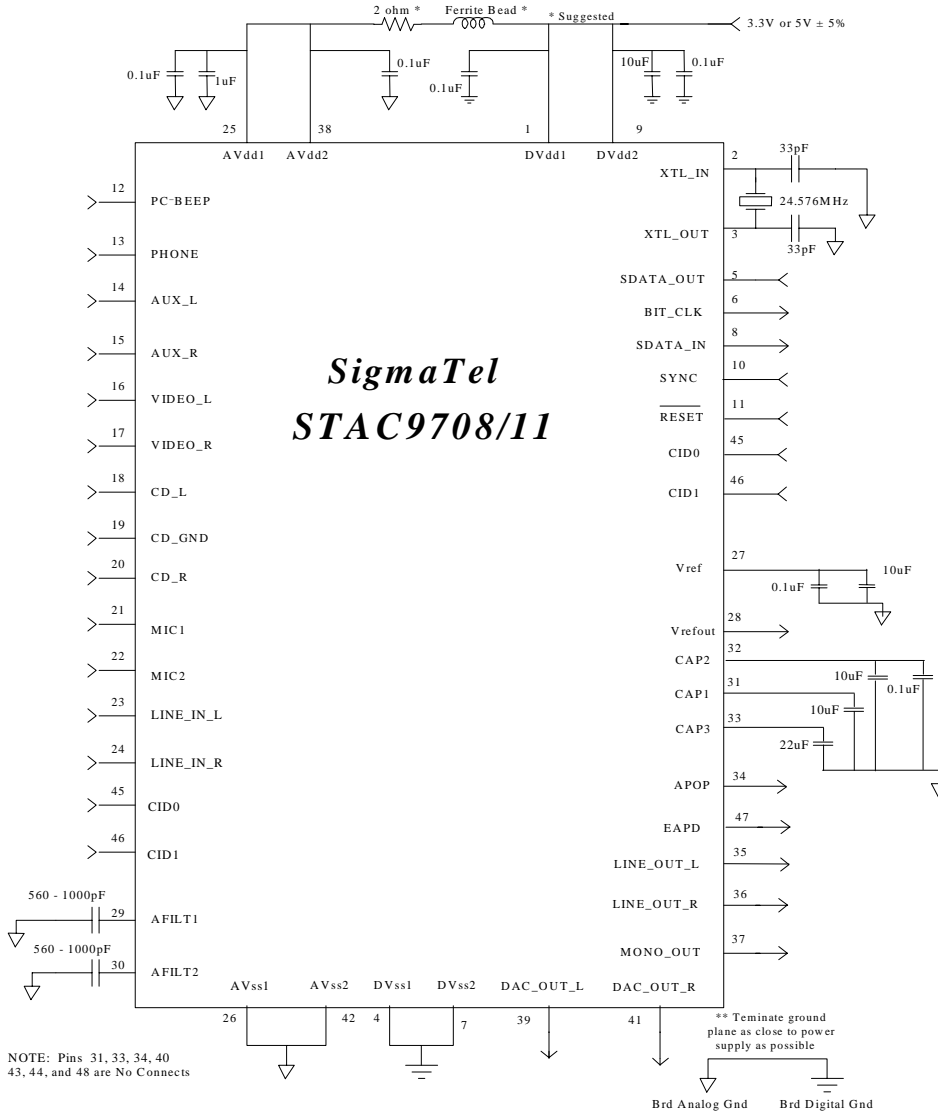 2 ohm *
Ferrite Bead *
* Suggested
3.3V or 5V ± 5%
0.1uF
1uF
0.1uF
0.1uF
10uF
0.1uF
25
38
1
9
AVdd1
AVdd2
DVdd1
DVdd2
SigmaTel
STAC9708/11
12
PC-BEEP
13
PHONE
14
AUX_L
15
AUX_R
16
VIDEO_L
17
VIDEO_R
18
CD_L
19
CD_GND
20
CD_R
21
MIC1
22
MIC2
23
LINE_IN_L
24
LINE_IN_R
45
CID0
46
CID1
560 - 1000pF
29
AFILT1
560 - 1000pF
30
AFILT2
2
XTL_IN
33pF
24.576MHz
XTL_OUT
3
33pF
SDATA_OUT
5
6
BIT_CLK
8
SDATA_IN
10
SYNC
11
RESET
45
CID0
46
CID1
27
Vref
0.1uF
10uF
28
Vrefout
32
CAP2
10uF
0.1uF
31
CAP1
10uF
33
CAP3
22uF
34
APOP
47
EAPD
35
LINE_OUT_L
36
LINE_OUT_R
37
MONO_OUT
AVss1
AVss2
DVss1
DVss2
DAC_OUT_L
DAC_OUT_R
26
42
4
7
39
41
** Teminate ground
plane as close to power
supply as possible
Brd Analog Gnd
Brd Digital Gnd
NOTE: Pins 31, 33, 34, 40
43, 44, and 48 are No Connects